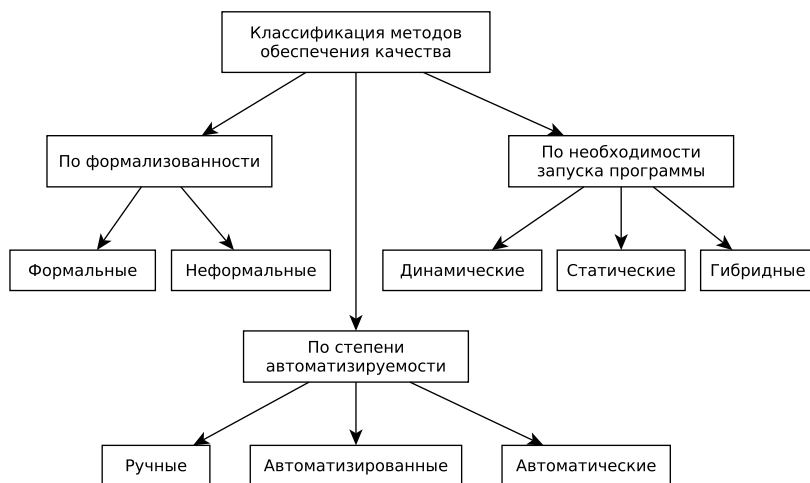 Классификация методов
обеспечения качества
По формализованности
По необходимости
запуска программы
Формальные
Неформальные
Динамические
Статические
Гибридные
По степени
автоматизируемости
Ручные
Автоматизированные
Автоматические